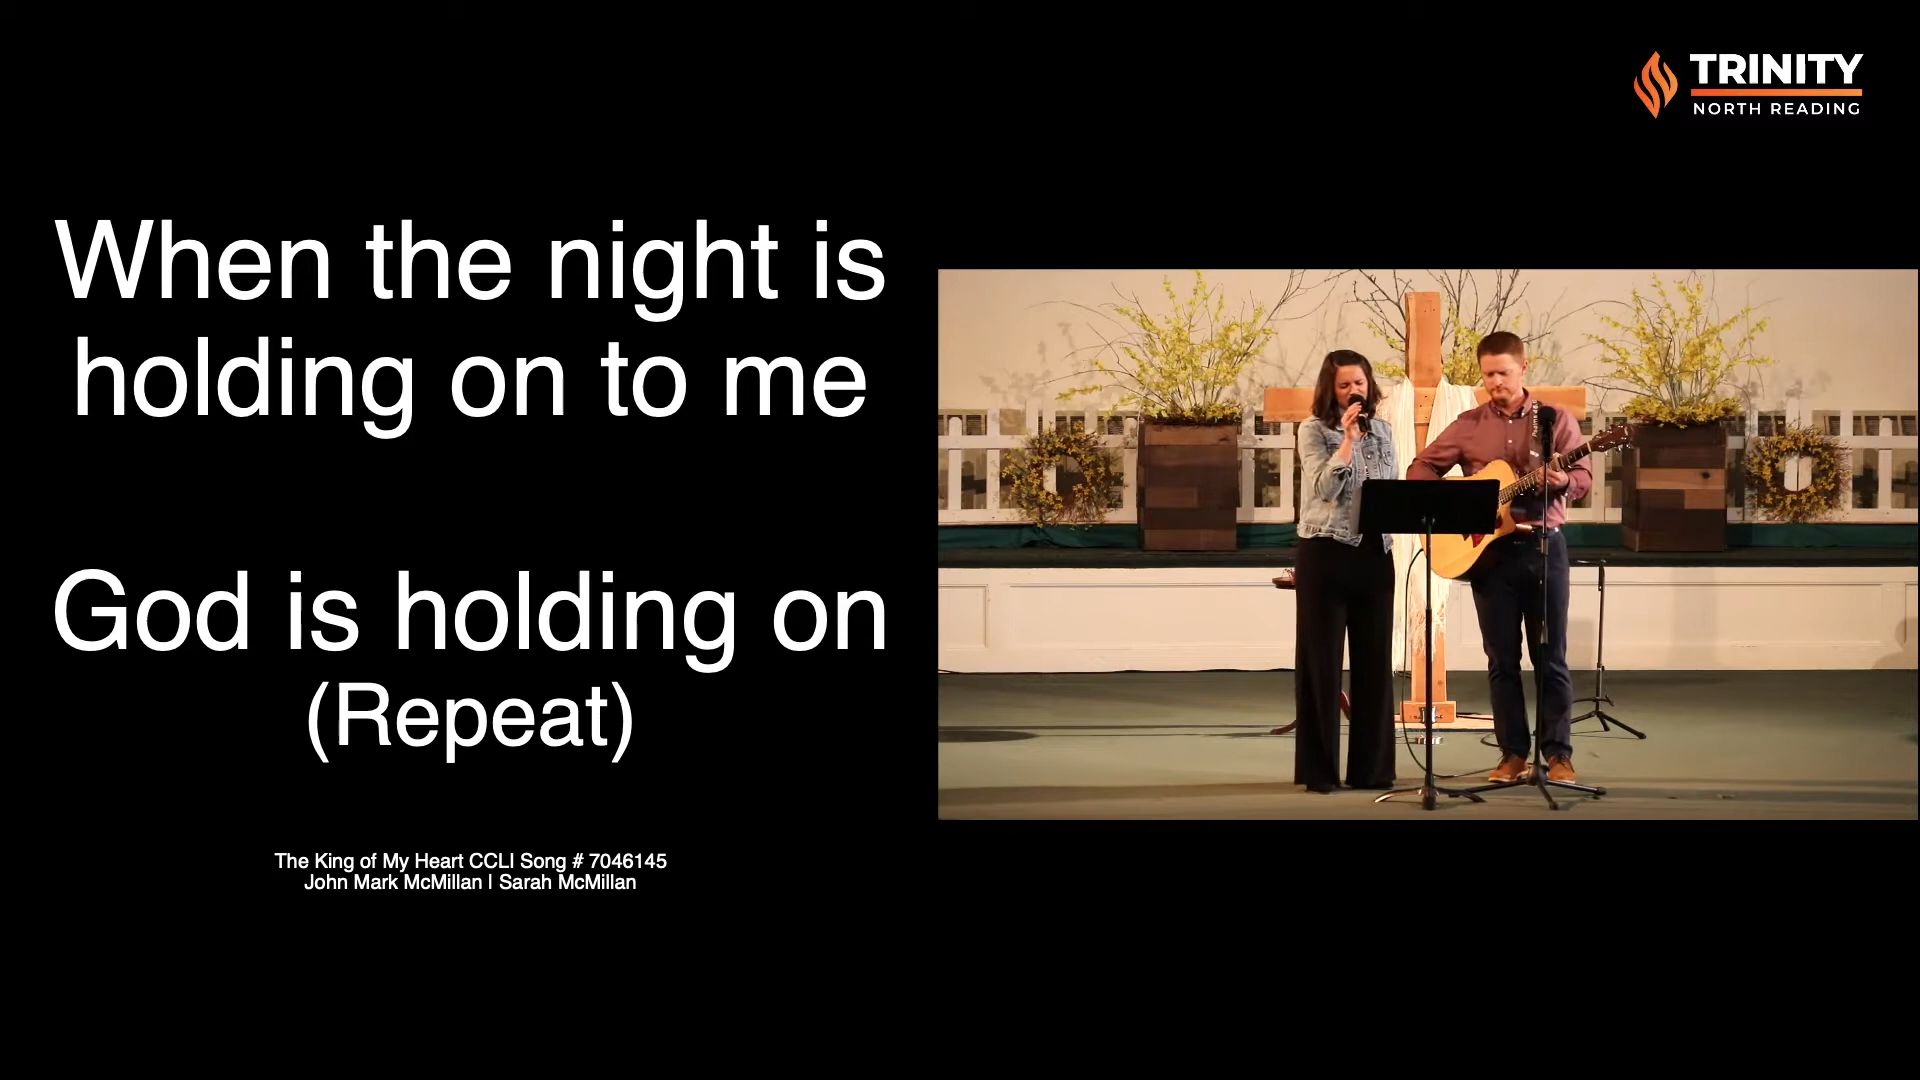 TRINITY
NORTH READING
When the night is
holding on to me
God is holding on
(Repeat)
The King of My Heart CCLI Song # 7046145
John Mark McMillan | Sarah McMillan